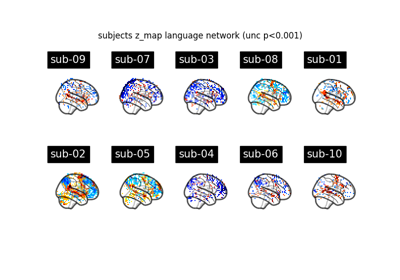 subjects z_map language network (unc p<0.001)
sub-09 sub-07 sub-03 sub-08 sub-01
sub-02 sub-05 sub-04 sub-06 sub-10